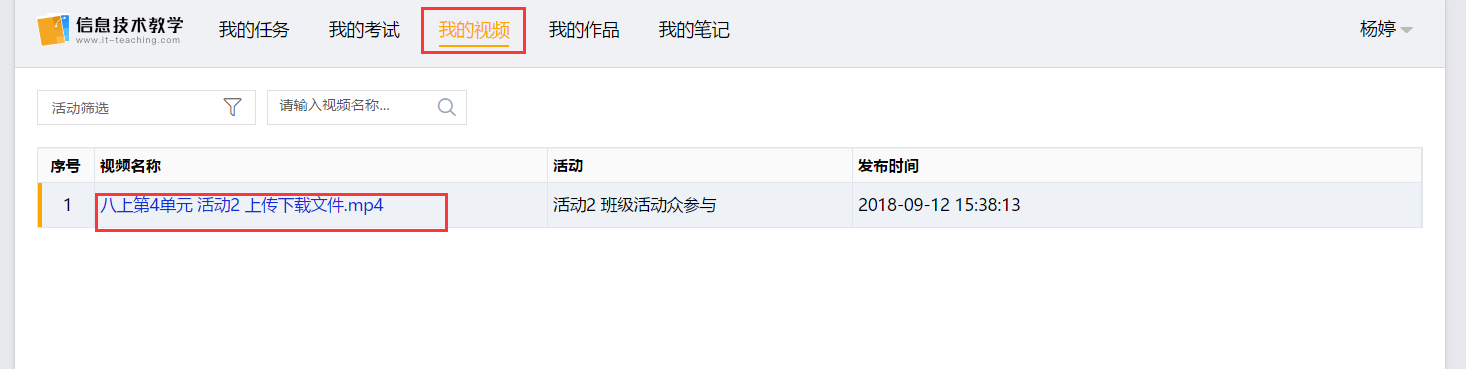 信息技术教学
www.it-teaching.com
我的任务 我的考试 我的视频 我的作品 我的笔记 杨婷
活动筛选 请输入视频名称...
序号 视频名称 活动 发布时间
1 八上第4单元 活动2 上传下载文件.mp4 活动2 班级活动众参与 2018-09-12 15:38:13